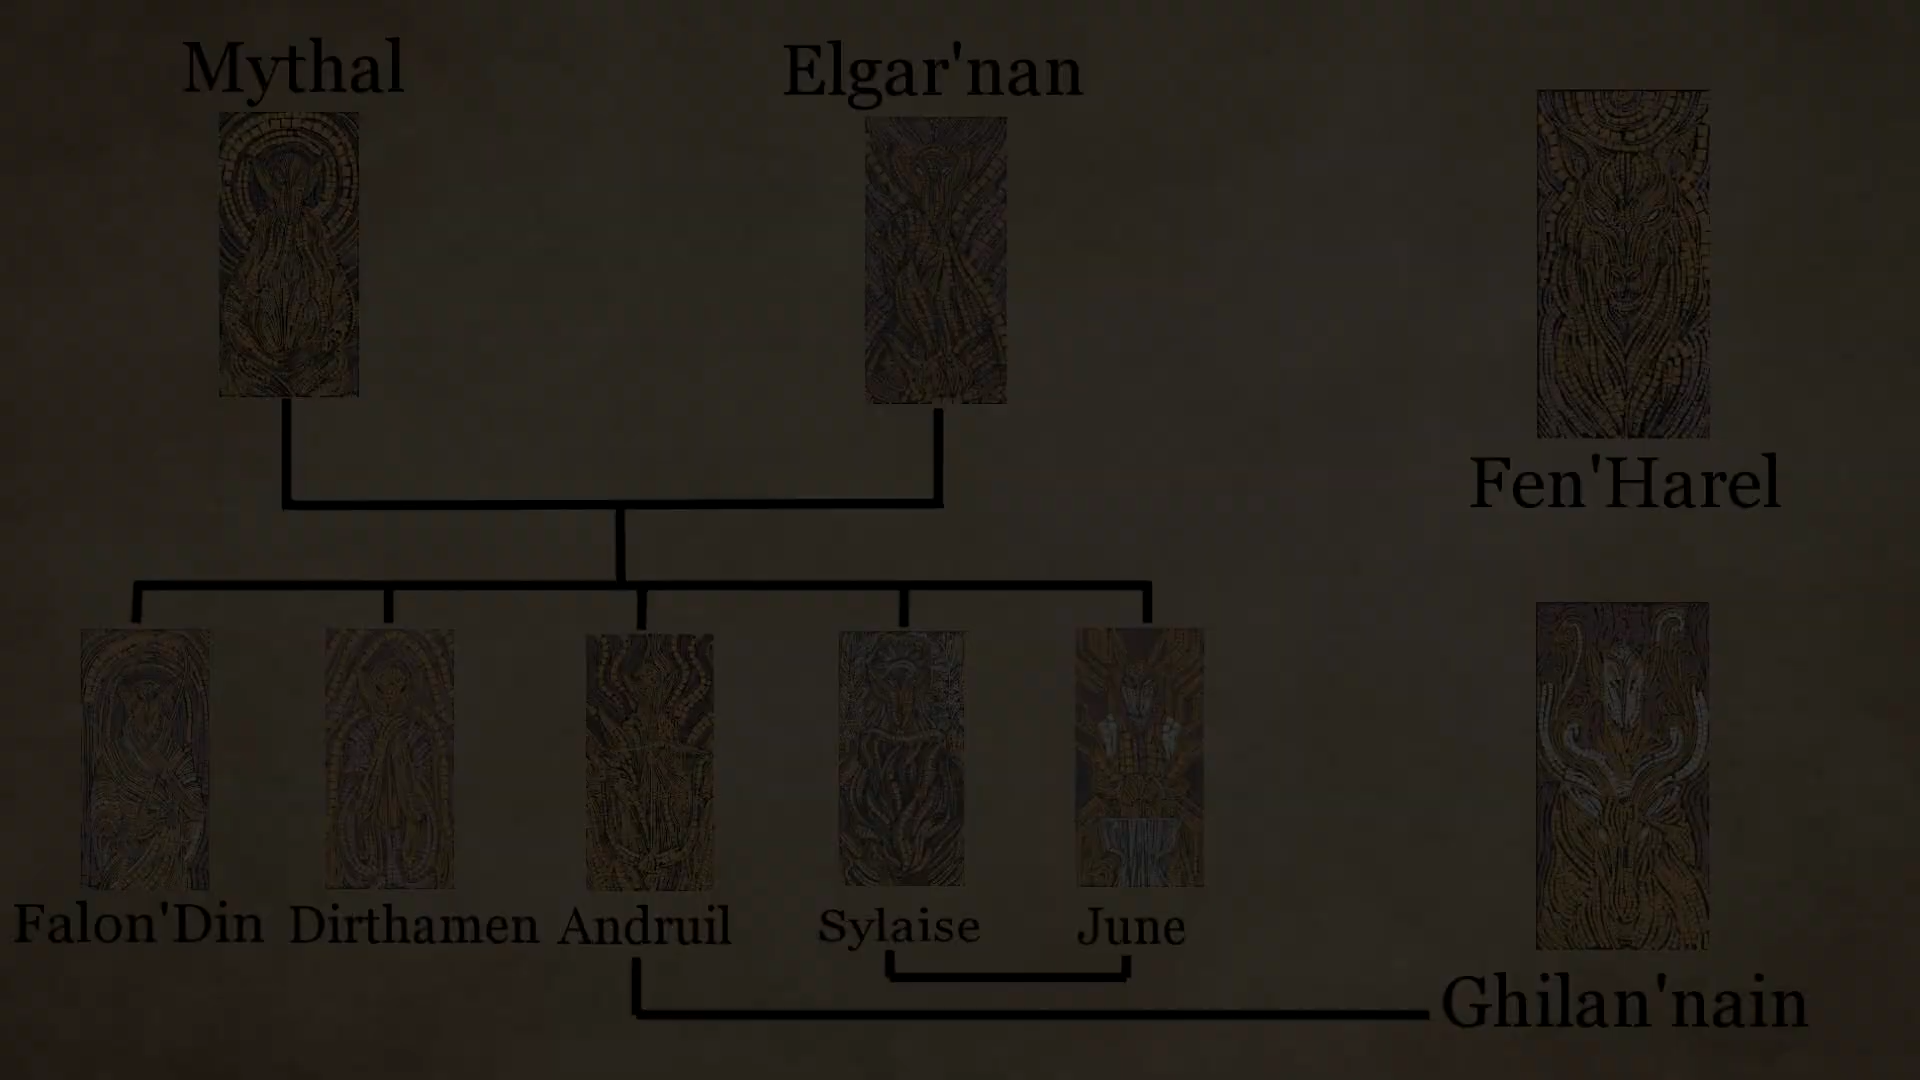 Mythal
Elgar'nan
Fen'Harel
Falon'Din
Dirthamen
Andruil
Sylaise
June
Ghilan'nain